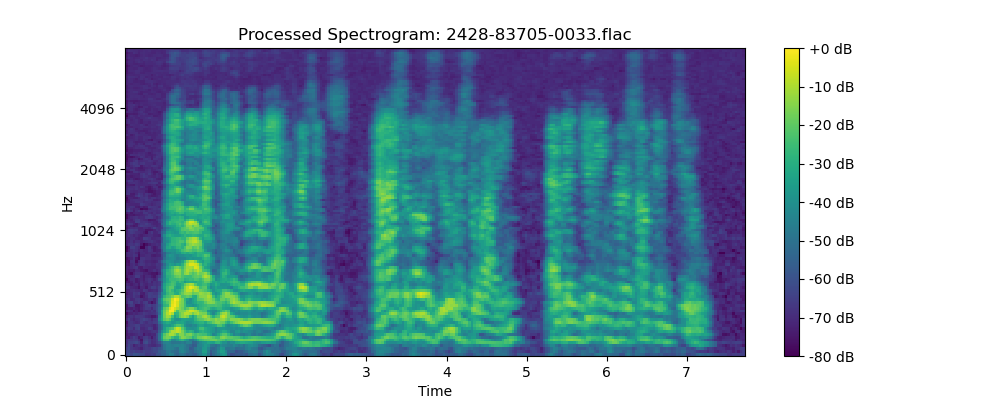 Processed Spectrogram: 2428-83705-0033.flac
Hz
4096
2048
1024
512
0
0 1 2 3 4 5 6 7
Time
+0 dB
-10 dB
-20 dB
-30 dB
-40 dB
-50 dB
-60 dB
-70 dB
-80 dB